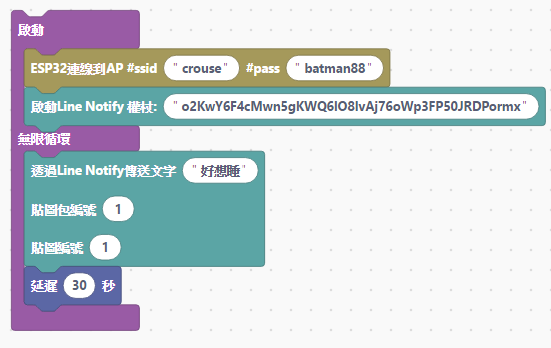 啟動
ESP32連線到AP #ssid "crouse" #pass "batman88"
啟動Line Notify 權杖: "o2KwY6F4cMwn5gKWQ6IO8IvAj76oWp3FP50JRDPormx"
無限循環
透過Line Notify傳送文字 "好想睡"
貼圖包編號 1
貼圖編號 1
延遲 30 秒